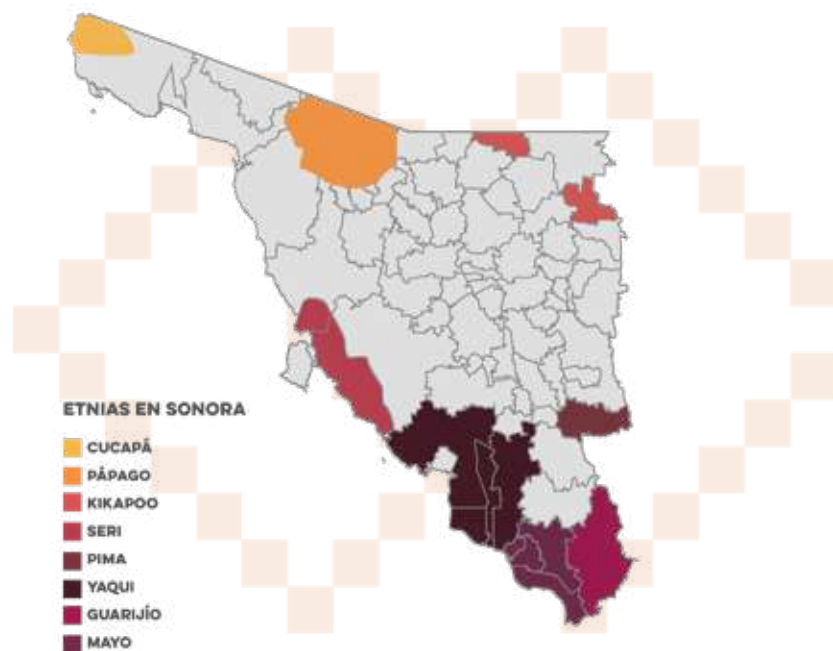 ETNIAS EN SONORA
CUCAPÁ
PÁPAGO
KIKAPOO
SERI
PIMA
YAQUI
GUARIJÍO
MAYO